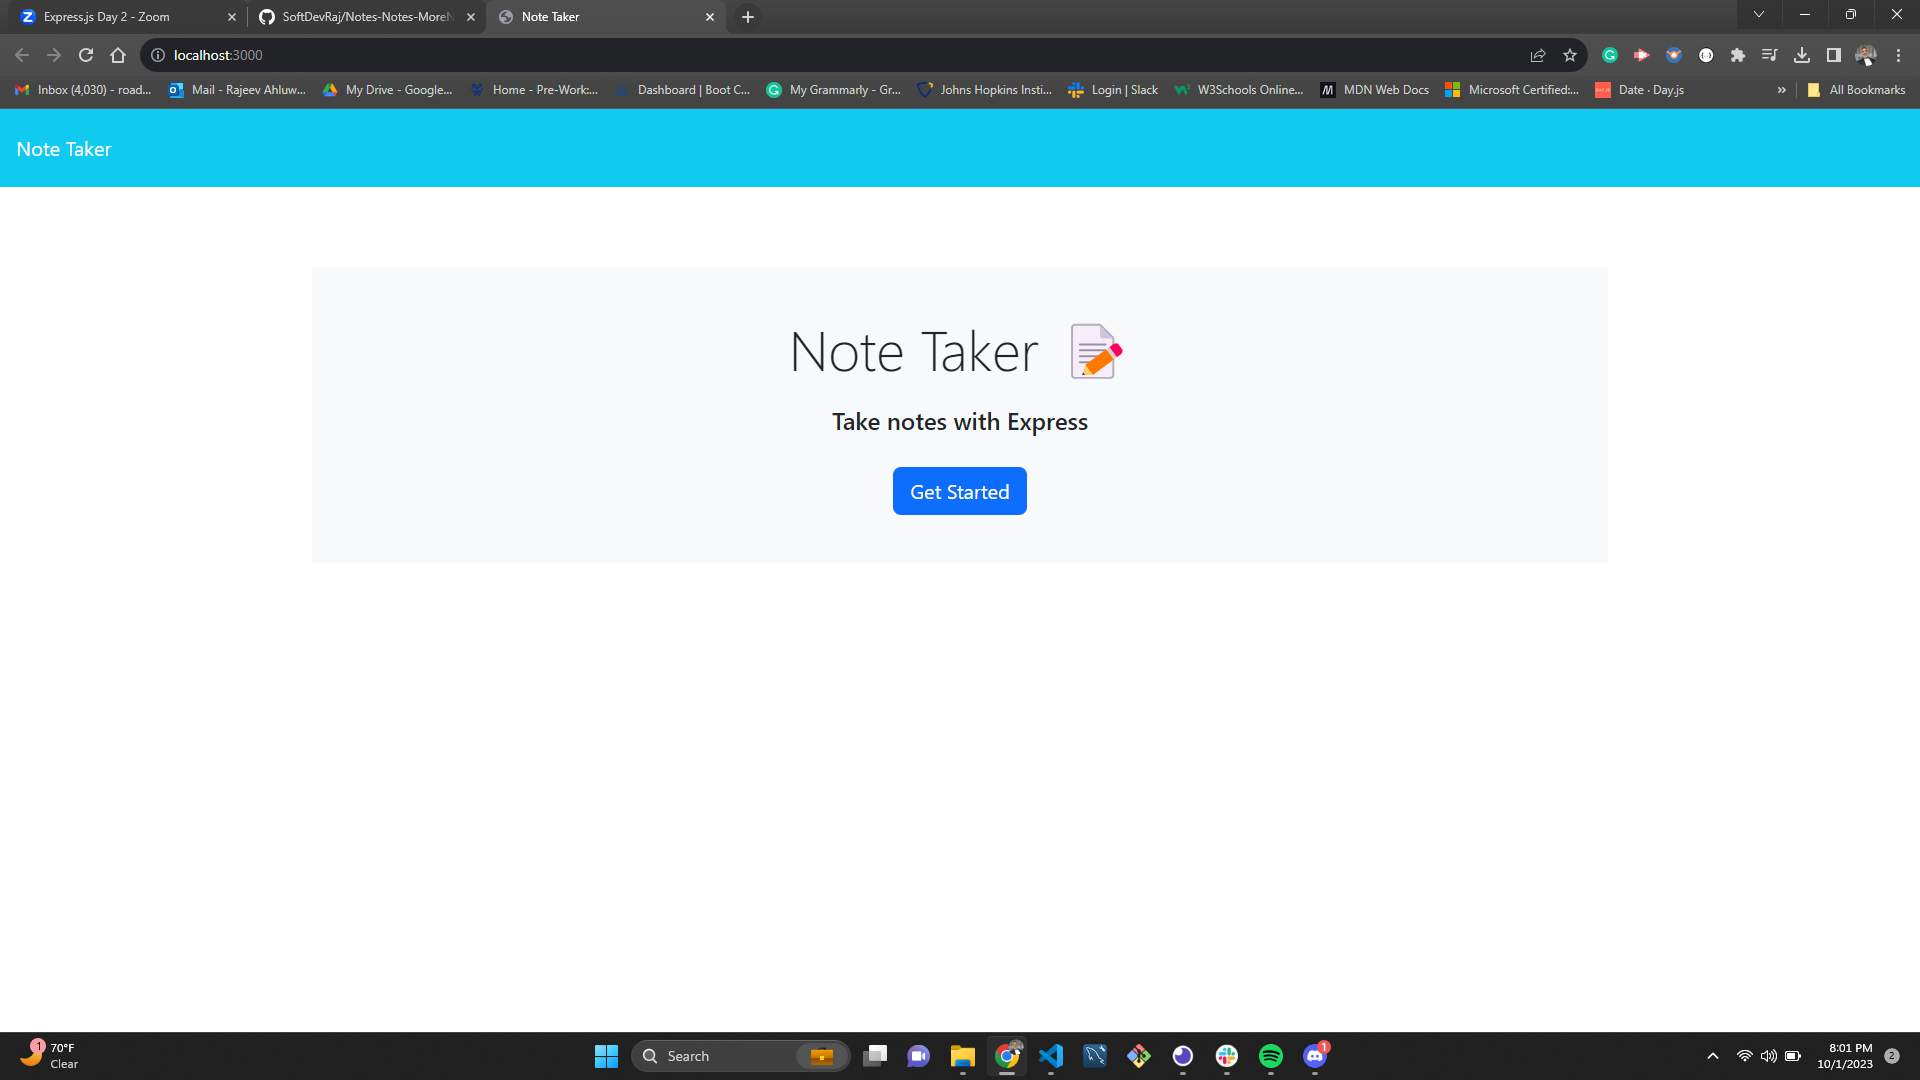 Express.js Day 2 - Zoom
SoftDevRaj/Notes-Notes-MoreN
Note Taker
localhost:3000
Inbox (4,030) - road...
Mail - Rajeev Ahluw...
My Drive - Google...
Home - Pre-Work:...
Dashboard | Boot C...
My Grammarly - Gr...
Johns Hopkins Insti...
Login | Slack
W3Schools Online...
MDN Web Docs
Microsoft Certified:...
Date · Day.js
»
All Bookmarks
Note Taker
Note Taker
Take notes with Express
Get Started
1
70°F
Clear
Search
1
8:01 PM
10/1/2023
2